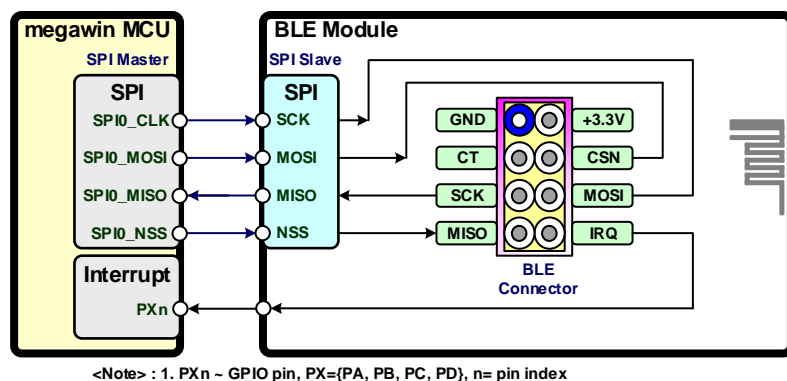 megawin MCU
BLE Module
SPI Master
SPI Slave
SPI
SPI
SPI0_CLK
SCK
GND
+3.3V
SPI0_MOSI
MOSI
CT
CSN
SPI0_MISO
MISO
SCK
MOSI
SPI0_NSS
NSS
MISO
IRQ
Interrupt
BLE
Connector
PXn
<Note> : 1. PXn ~ GPIO pin, PX={PA, PB, PC, PD}, n= pin index